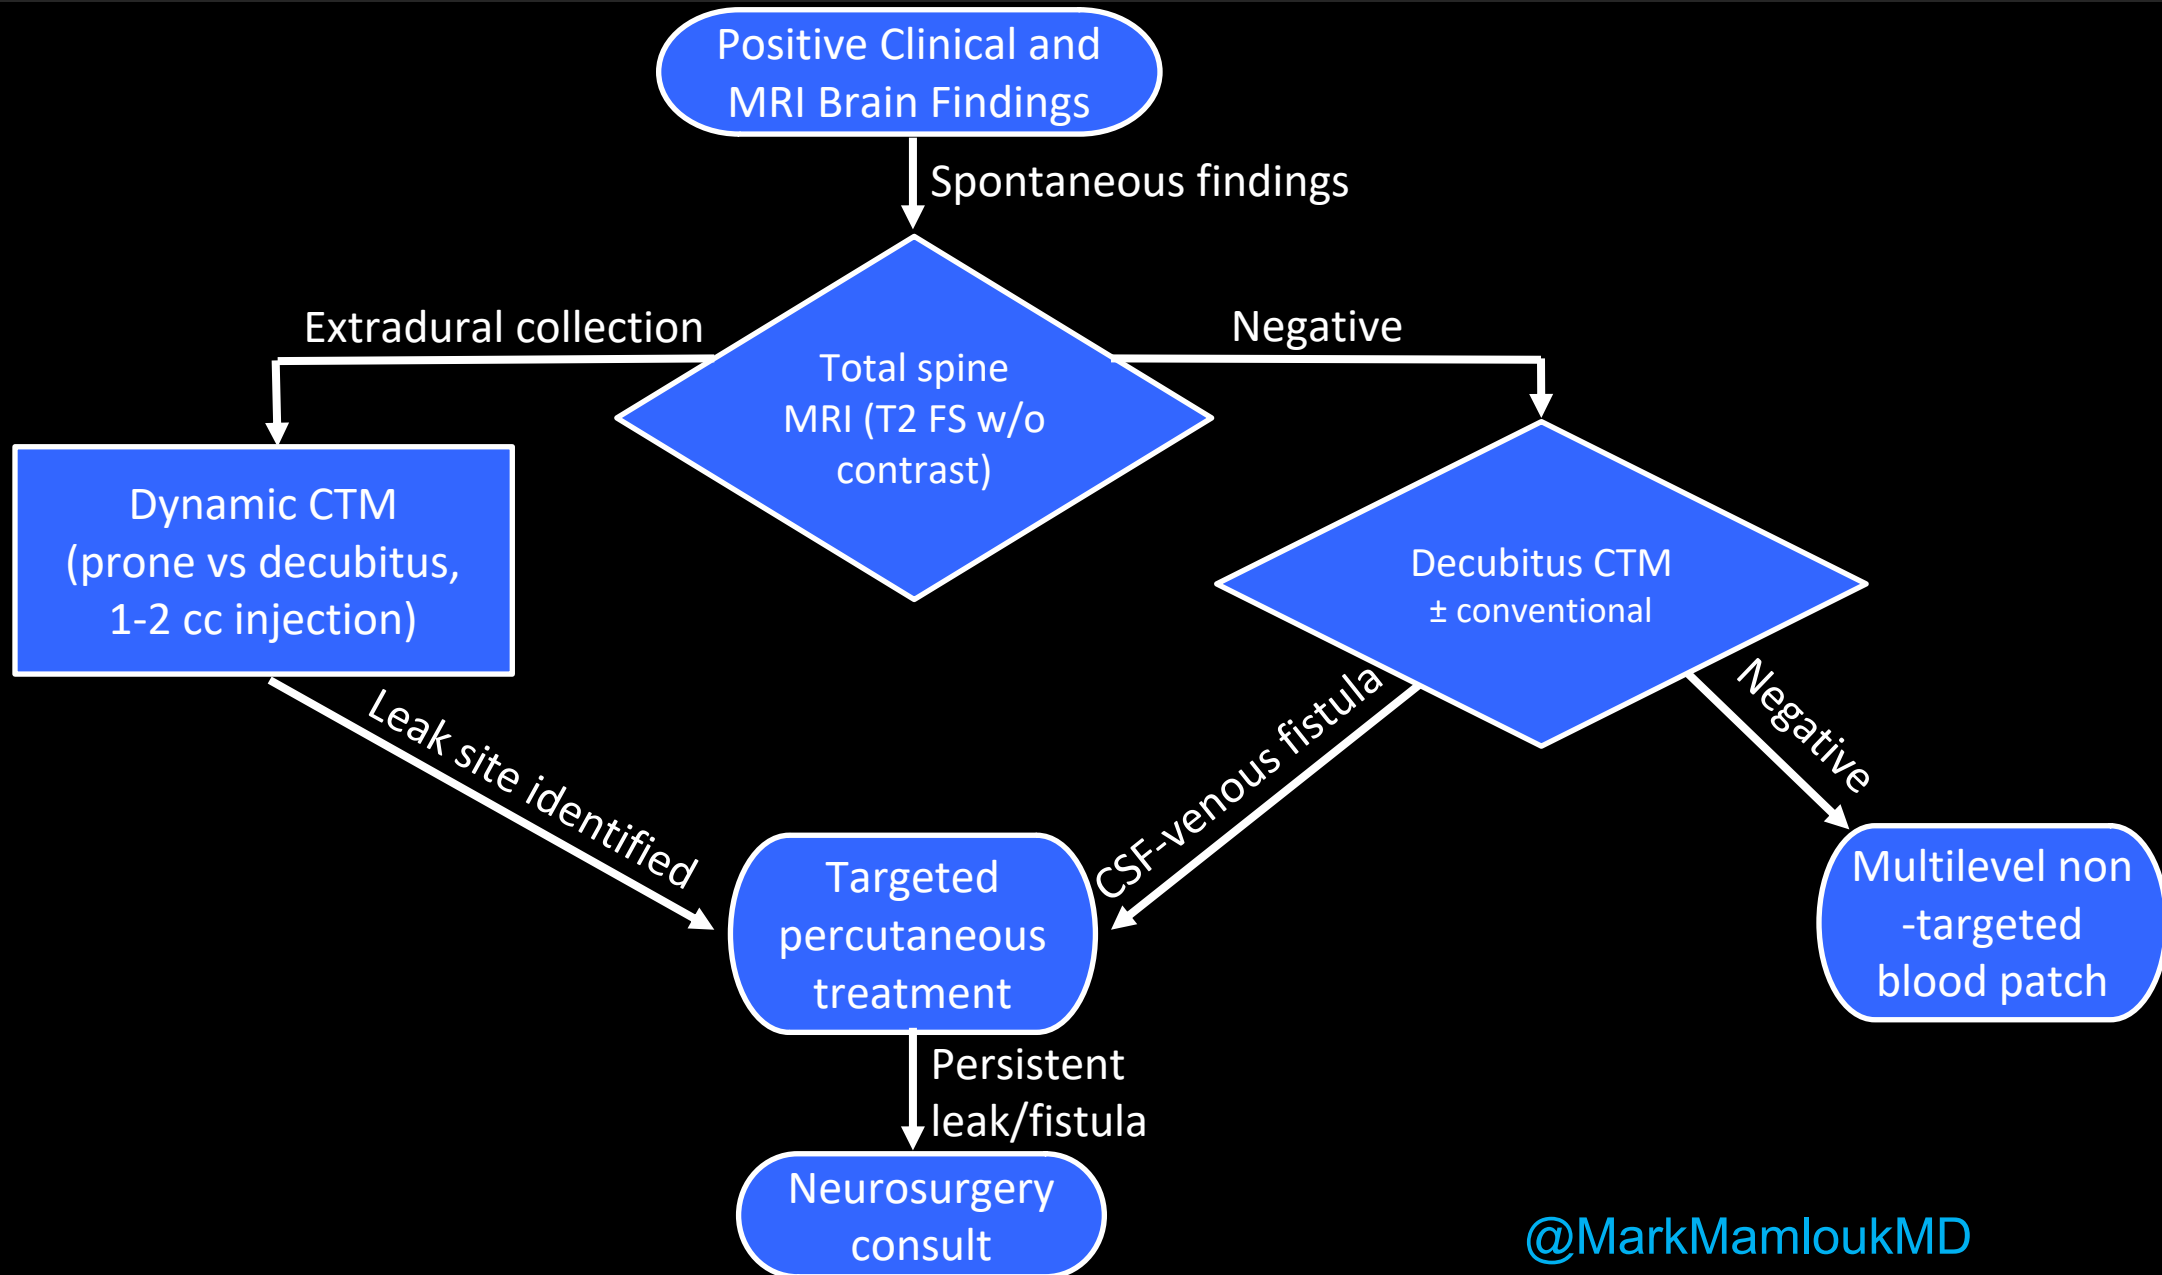 Positive Clinical and
MRI Brain Findings
Spontaneous findings
Extradural collection
Negative
Total spine
MRI (T2 FS w/o
contrast)
Dynamic CTM
(prone vs decubitus,
1-2 cc injection)
Decubitus CTM
± conventional
Leak site identified
CSF-venous fistula
Negative
Targeted
percutaneous
treatment
Multilevel non
-targeted
blood patch
Persistent
leak/fistula
Neurosurgery
consult
@MarkMamloukMD